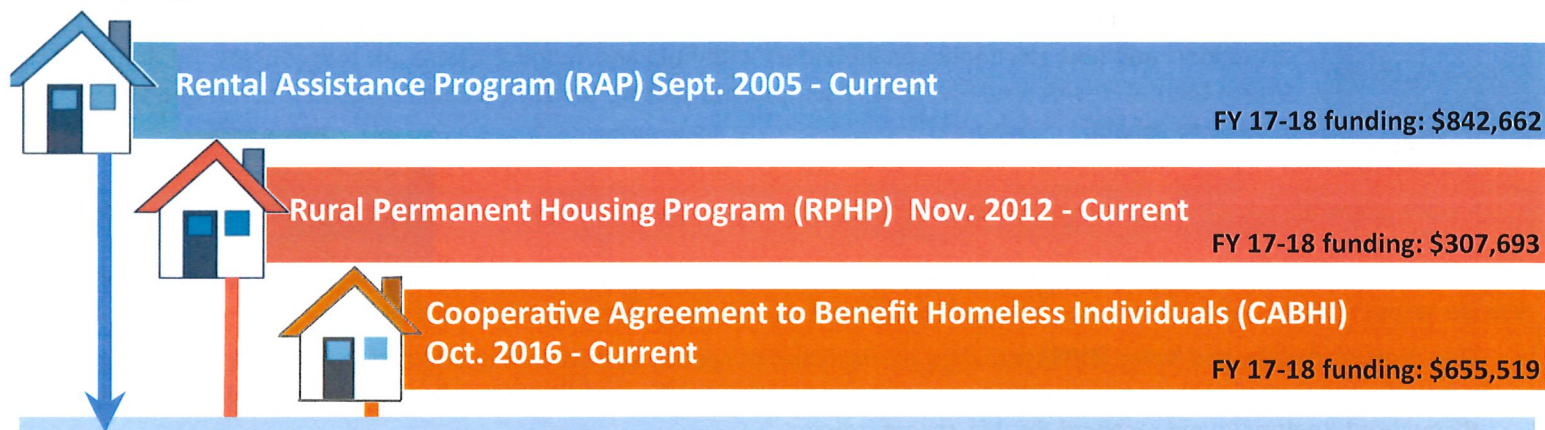 Rental Assistance Program (RAP) Sept. 2005 - Current
FY 17-18 funding: $842,662
Rural Permanent Housing Program (RPHP) Nov. 2012 - Current
FY 17-18 funding: $307,693
Cooperative Agreement to Benefit Homeless Individuals (CABHI)
Oct. 2016 - Current
FY 17-18 funding: $655,519